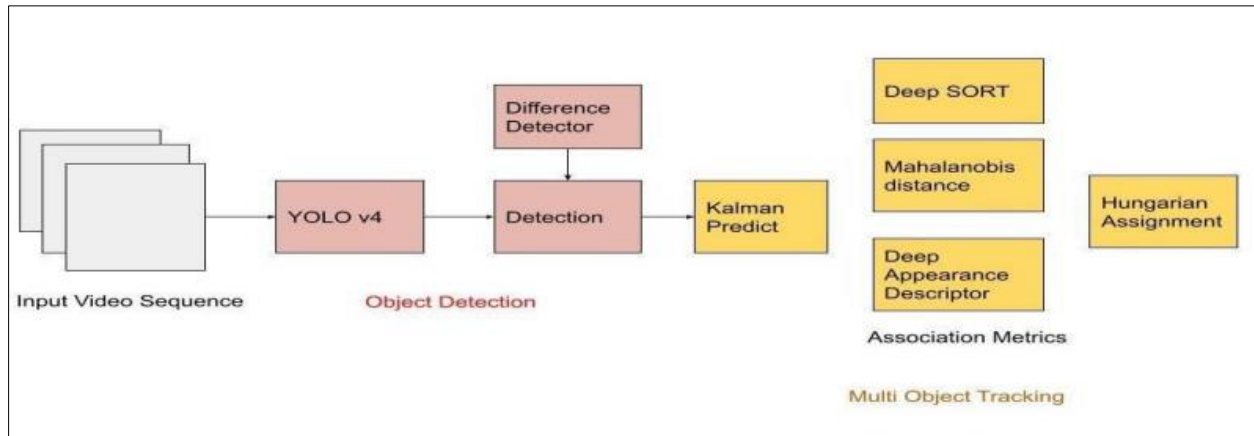 Input Video Sequence
YOLO v4
Difference
Detector
Detection
Object Detection
Kalman
Predict
Deep SORT
Mahalanobis
distance
Deep
Appearance
Descriptor
Association Metrics
Hungarian
Assignment
Multi Object Tracking